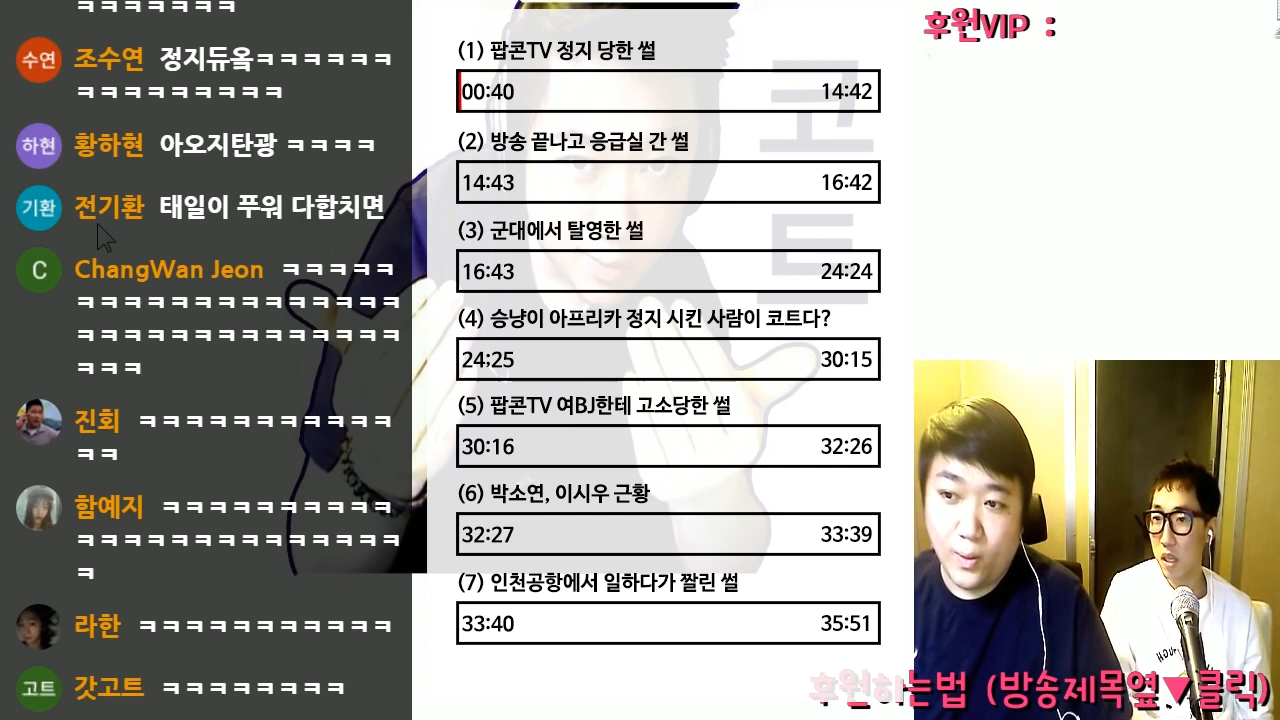 ㅋㅋㅋㅋㅋㅋㅋ
수연 조수연 정지듀옼ㅋㅋㅋㅋㅋㅋ
ㅋㅋㅋㅋㅋㅋㅋㅋㅋ
하현 황하현 아오지탄광 ㅋㅋㅋㅋ
기환 전기환 태일이 푸워 다합치면
C ChangWan Jeon ㅋㅋㅋㅋㅋ
ㅋㅋㅋㅋㅋㅋㅋㅋㅋㅋㅋㅋㅋㅋ
ㅋㅋㅋㅋㅋㅋㅋㅋㅋㅋㅋㅋㅋㅋ
ㅋㅋㅋ
진회 ㅋㅋㅋㅋㅋㅋㅋㅋㅋㅋㅋ
ㅋㅋ
함예지 ㅋㅋㅋㅋㅋㅋㅋㅋㅋㅋ
ㅋㅋㅋㅋㅋㅋㅋㅋㅋㅋㅋㅋㅋㅋ
ㅋ
라한 ㅋㅋㅋㅋㅋㅋㅋㅋㅋㅋㅋ
고트 갓고트 ㅋㅋㅋㅋㅋㅋㅋㅋ
(1) 팝콘TV 정지 당한 썰
00:40 14:42
(2) 방송 끝나고 응급실 간 썰
14:43 16:42
(3) 군대에서 탈영한 썰
16:43 24:24
(4) 승냥이 아프리카 정지 시킨 사람이 코트다?
24;25 30:15
(5) 팝콘TV 여BJ한테 고소당한 썰
30:16 32:26
(6) 박소연, 이시우 근황
32:27 33:39
(7) 인천공항에서 일하다가 짤린 썰
33:40 35:51
코트
후원VIP :
후원하는법 (방송제목옆▼클릭)